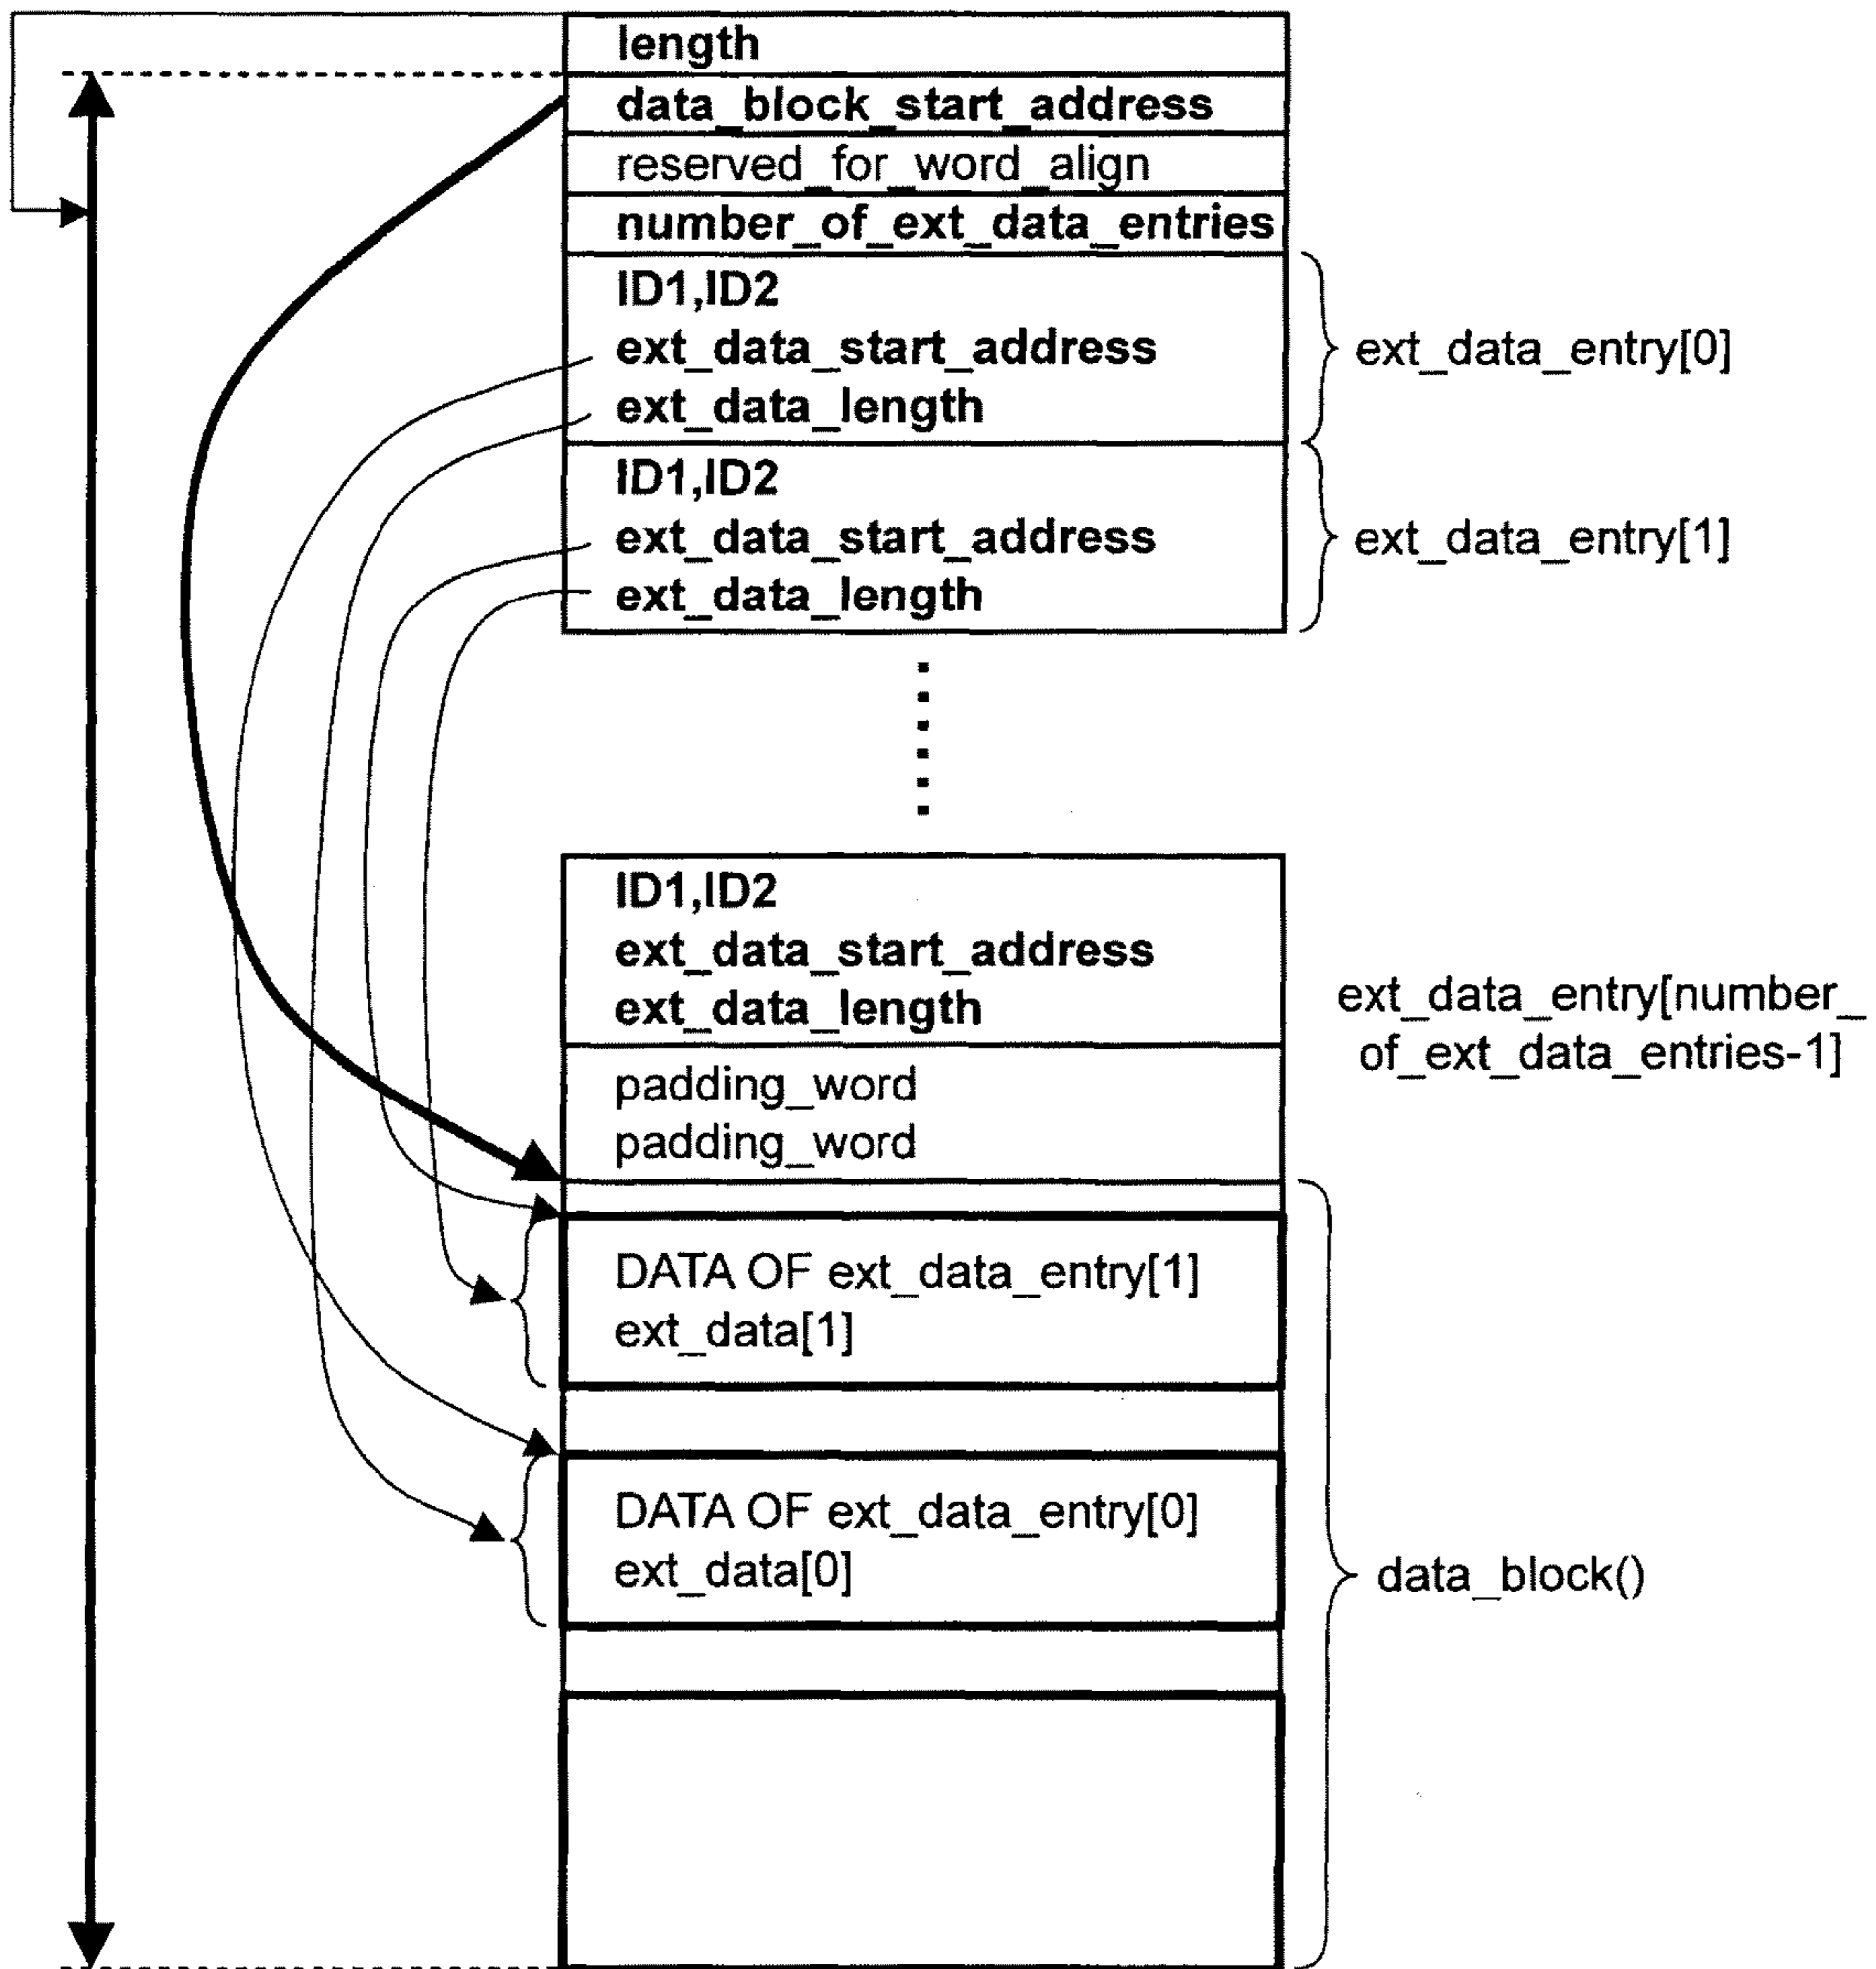 length
data_block_start_address
reserved_for_word_align
number_of_ext_data_entries
ID1,ID2
ext_data_start_address
ext_data_length
ext_data_entry[0]
ID1,ID2
ext_data_start_address
ext_data_length
ext_data_entry[1]
ID1,ID2
ext_data_start_address
ext_data_length
ext_data_entry[number_
of_ext_data_entries-1]
padding_word
padding_word
DATA OF ext_data_entry[1]
ext_data[1]
DATA OF ext_data_entry[0]
ext_data[0]
data_block()